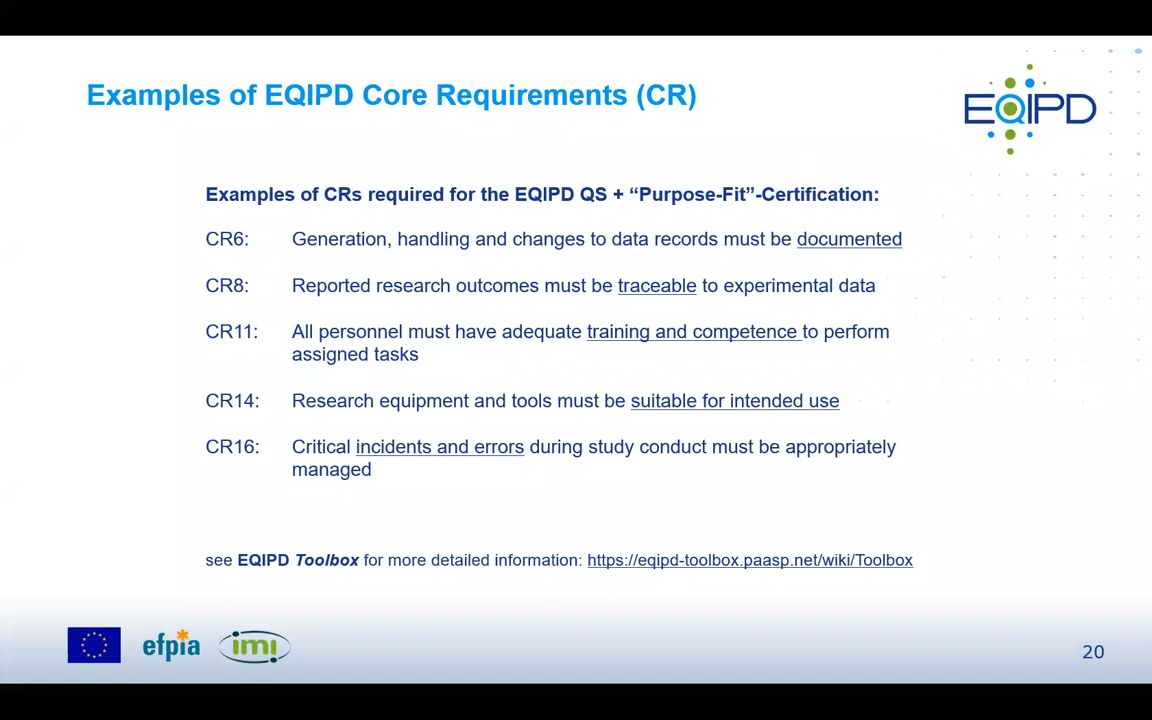 Examples of EQIPD Core Requirements (CR)
EQIPD
Examples of CRs required for the EQIPD QS + “Purpose-Fit”-Certification:
CR6: Generation, handling and changes to data records must be documented
CR8: Reported research outcomes must be traceable to experimental data
CR11: All personnel must have adequate training and competence to perform
assigned tasks
CR14: Research equipment and tools must be suitable for intended use
CR16: Critical incidents and errors during study conduct must be appropriately
managed
see EQIPD Toolbox for more detailed information: https://eqipd-toolbox.paasp.net/wiki/Toolbox
efpia
imi
20